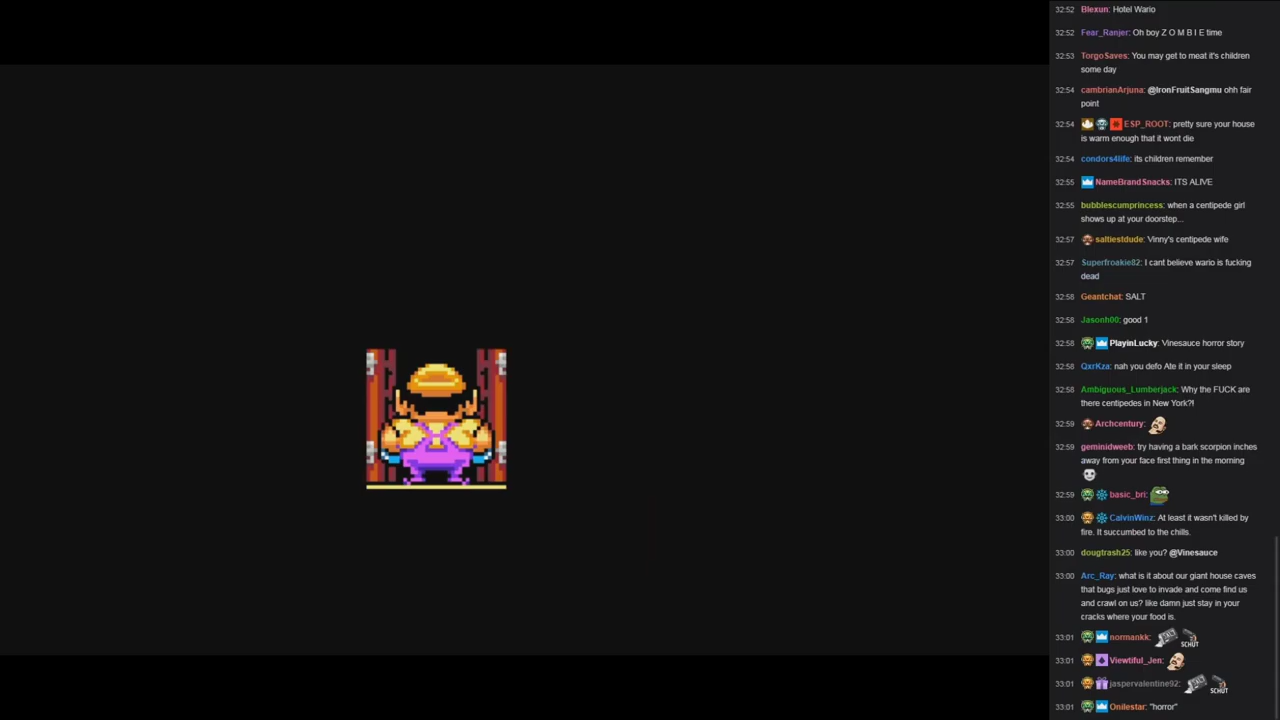 32:52 Blexun: Hotel Wario
32:52 Fear_Ranjer: Oh boy Z O M B I E time
32:53 TorgoSaves: You may get to meat it's children
some day
32:54 cambrianArjuna: @IronFruitSangmu ohh fair
point
32:54 ESP_ROOT: pretty sure your house
is warm enough that it wont die
32:54 condors4life: its children remember
32:55 NameBrandSnacks: ITS ALIVE
32:55 bubblescumprincess: when a centipede girl
shows up at your doorstep...
32:57 saltiestdude: Vinny's centipede wife
32:57 Superfroakie82: I cant believe wario is fucking
dead
32:58 Geantchat: SALT
32:58 Jasonh00: good 1
32:58 PlayinLucky: Vinesauce horror story
32:58 QxrKza: nah you defo Ate it in your sleep
32:58 Ambiguous_Lumberjack: Why the FUCK are
there centipedes in New York?!
32:59 Archcentury:
32:59 geminidweeb: try having a bark scorpion inches
away from your face first thing in the morning
32:59 basic_bri:
33:00 CalvinWinz: At least it wasn't killed by
fire. It succumbed to the chills.
33:00 dougtrash25: like you? @Vinesauce
33:00 Arc_Ray: what is it about our giant house caves
that bugs just love to invade and come find us
and crawl on us? like damn just stay in your
cracks where your food is.
33:01 normankk: SCHUT
33:01 Viewtiful_Jen:
33:01 jaspervalentine92: SCHUT
33:01 Onilestar: "horror"